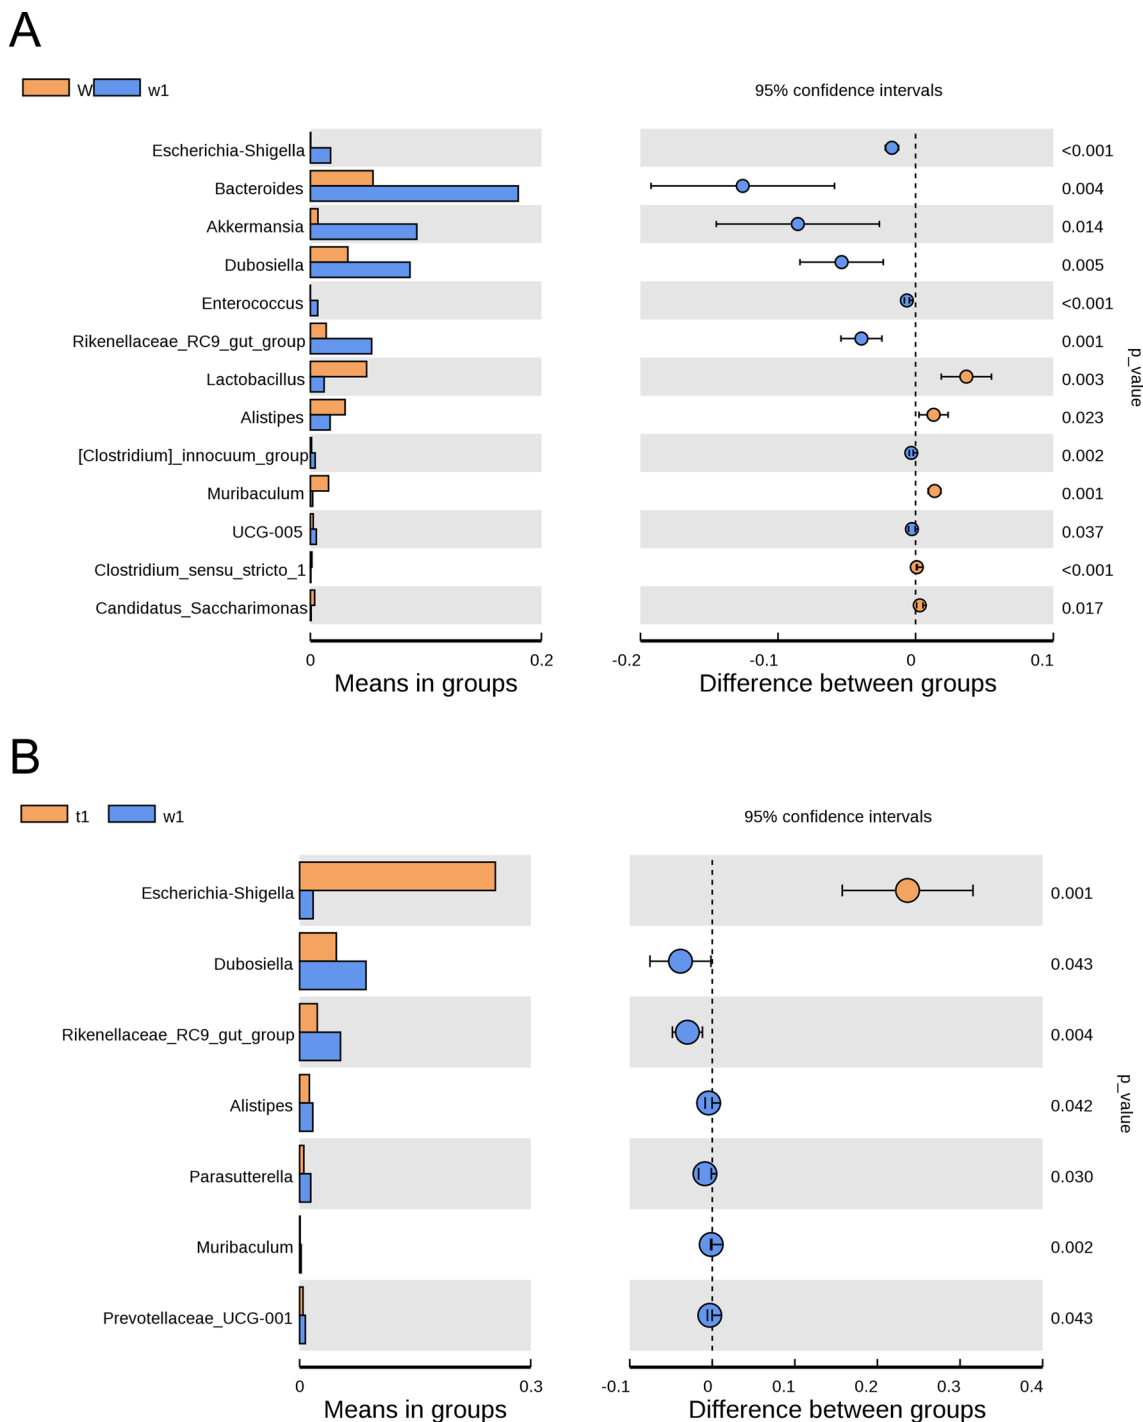 A
W w1
95% confidence intervals
Escherichia-Shigella <0.001
Bacteroides 0.004
Akkermansia 0.014
Dubosiella 0.005
Enterococcus <0.001
Rikenellaceae_RC9_gut_group 0.001
Lactobacillus 0.003
Alistipes 0.023
[Clostridium]_innocuum_group 0.002
Muribaculum 0.001
UCG-005 0.037
Clostridium_sensu_stricto_1 <0.001
Candidatus_Saccharimonas 0.017
p_value
0 0.2 -0.2 -0.1 0 0.1
Means in groups Difference between groups
B
t1 w1
95% confidence intervals
Escherichia-Shigella 0.001
Dubosiella 0.043
Rikenellaceae_RC9_gut_group 0.004
Alistipes 0.042
Parasutterella 0.030
Muribaculum 0.002
Prevotellaceae_UCG-001 0.043
p_value
0 0.3 -0.1 0 0.1 0.2 0.3 0.4
Means in groups Difference between groups